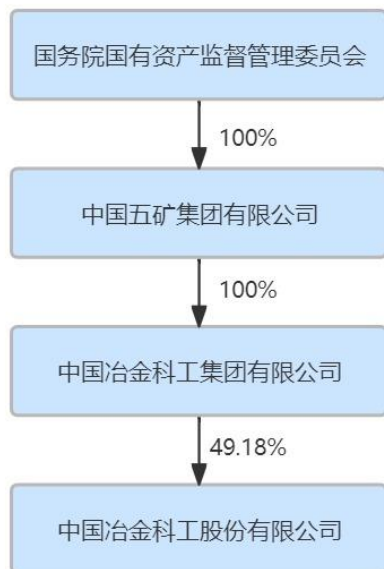 国务院国有资产监督管理委员会
100%
中国五矿集团有限公司
100%
中国冶金科工集团有限公司
49.18%
中国冶金科工股份有限公司